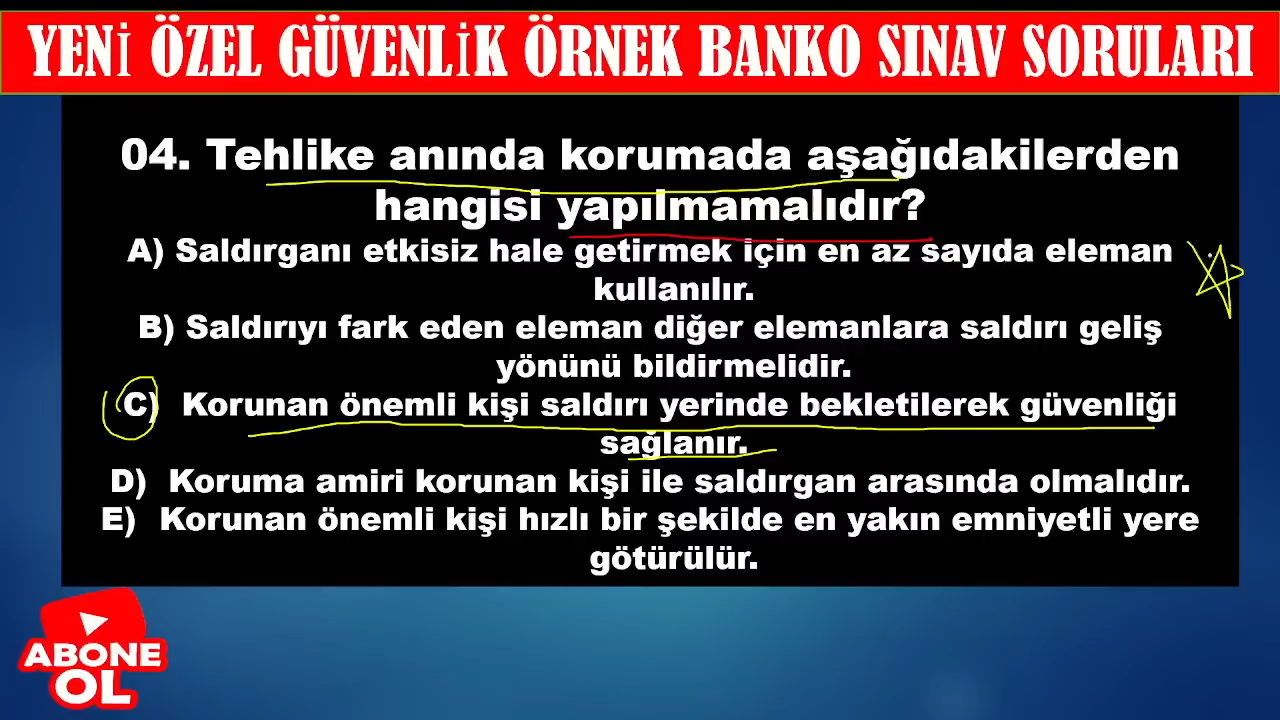 YENİ ÖZEL GÜVENLİK ÖRNEK BANKO SINAV SORULARI
04. Tehlike anında korumada aşağıdakilerden
hangisi yapılmamalıdır?
A) Saldırganı etkisiz hale getirmek için en az sayıda eleman
kullanılır.
B) Saldırıyı fark eden eleman diğer elemanlara saldırı geliş
yönünü bildirmelidir.
C) Korunan önemli kişi saldırı yerinde bekletilerek güvenliği
sağlanır.
D) Koruma amiri korunan kişi ile saldırgan arasında olmalıdır.
E) Korunan önemli kişi hızlı bir şekilde en yakın emniyetli yere
götürülür.
ABONE
OL